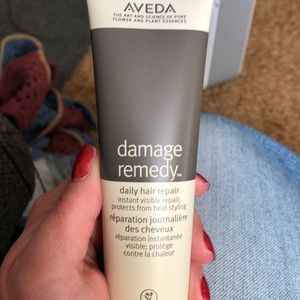 AVEDA
THE ART AND SCIENCE OF PURE
FLOWER AND PLANT ESSENCES
damage
remedy™
daily hair repair
instant visible repair,
protects from heat styling
réparation journalière
des cheveux
réparation instantanée
visible; protège
contre la chaleur